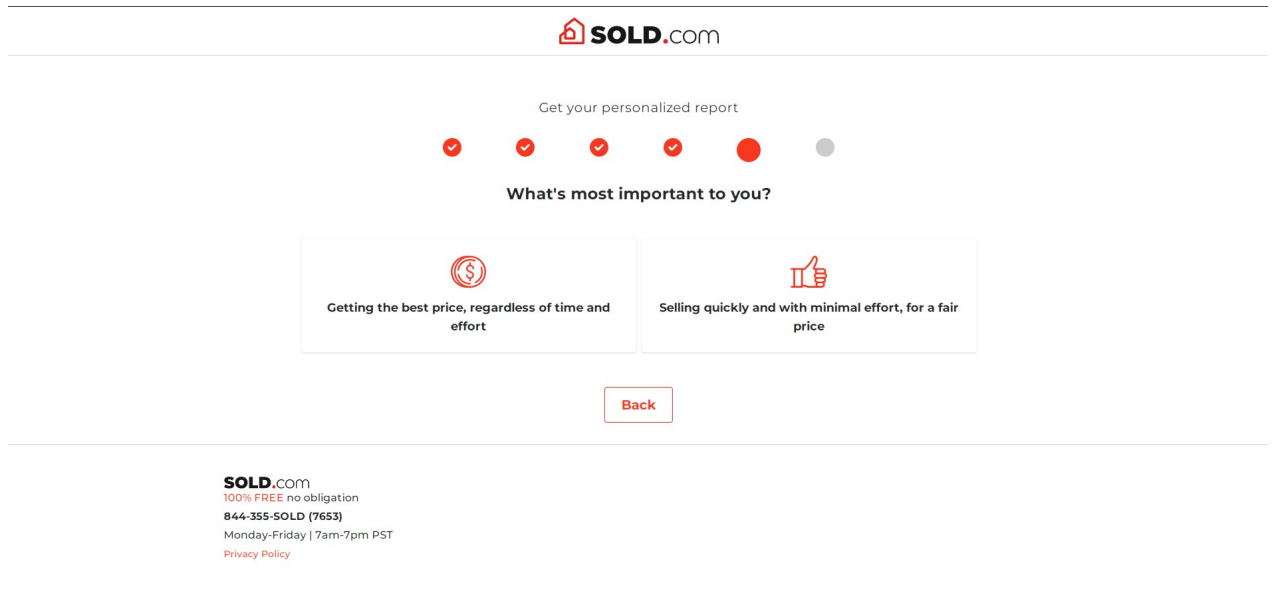 SOLD.com
Get your personalized report
What's most important to you?
Getting the best price, regardless of time and
effort
Selling quickly and with minimal effort, for a fair
price
Back
SOLD.com
100% FREE no obligation
844-355-SOLD (7653)
Monday-Friday | 7am-7pm PST
Privacy Policy